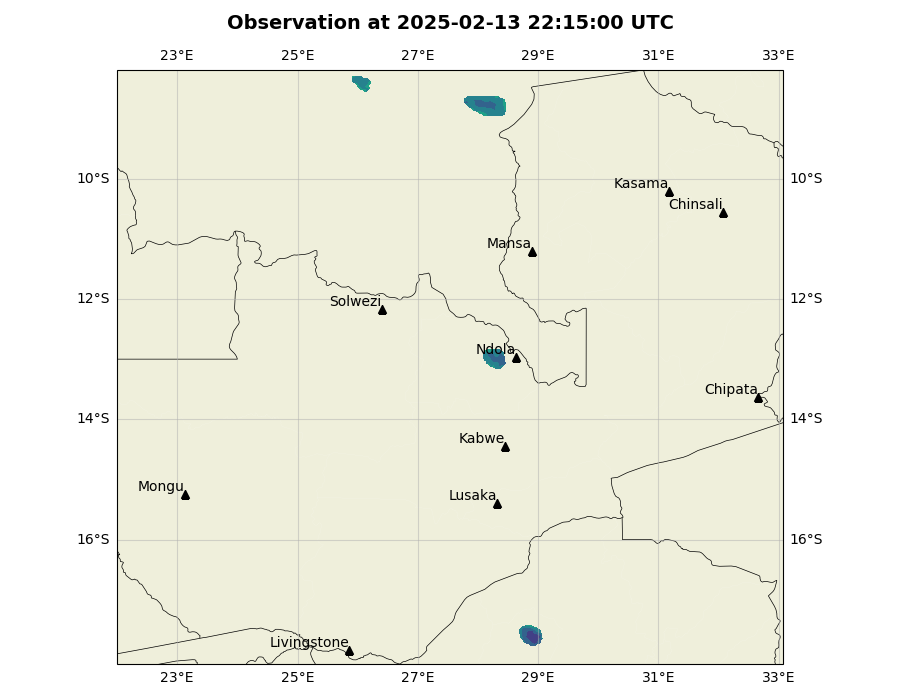 Observation at 2025-02-13 22:15:00 UTC
23°E 25°E 27°E 29°E 31°E 33°E
10°S 10°S
Kasama
Chinsali
Mansa
12°S 12°S
Solwezi
Ndola
Chipata
14°S 14°S
Kabwe
Mongu
Lusaka
16°S 16°S
Livingstone
23°E 25°E 27°E 29°E 31°E 33°E